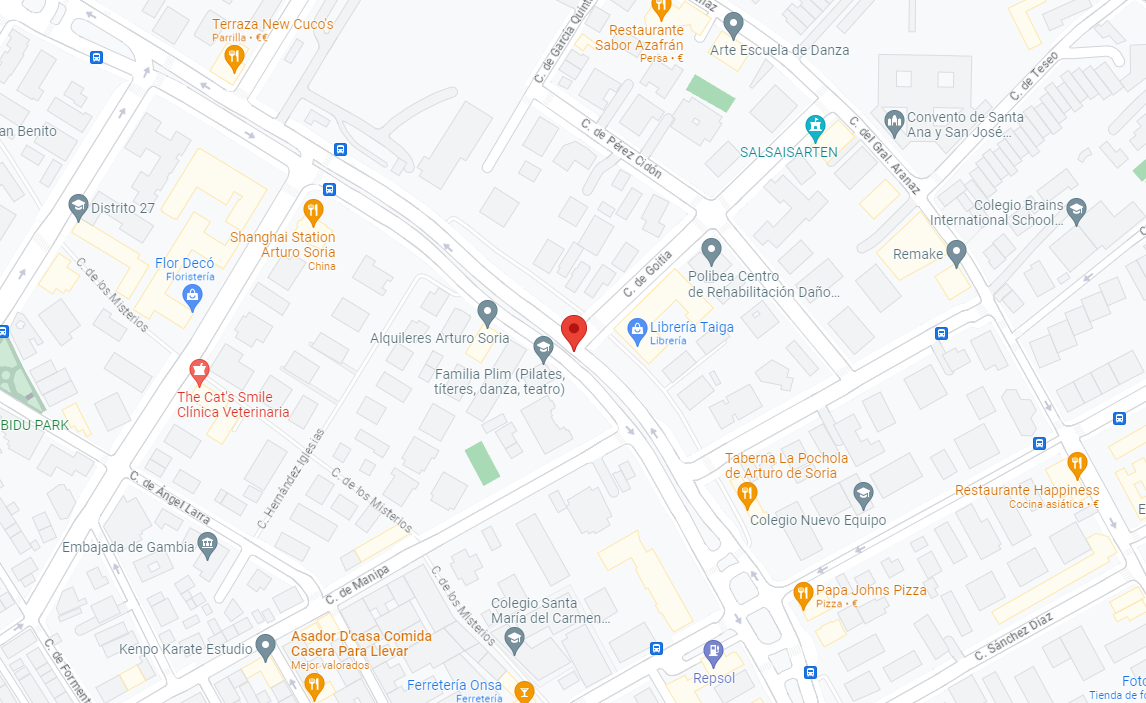 Terraza New Cuco's
Parrilla • €€
Restaurante
Sabor Azafrán
Persa • €
Arte Escuela de Danza
C. de García Quint
C. de Teseo
Convento de Santa
Ana y San José...
C. de Pérez Cidón
SALSAISARTEN
C. del Gral. Aranaz
an Benito
Distrito 27
Colegio Brains
International School...
Shanghai Station
Arturo Soria
China
Remake
Flor Decó
Floristería
C. de los Misterios
C. de Goitia
Polibea Centro
de Rehabilitación Daño...
Alquileres Arturo Soria
Librería Taiga
Librería
Familia Plim (Pilates,
títeres, danza, teatro)
The Cat's Smile
Clínica Veterinaria
BIDU PARK
C. Hernández Iglesias
C. de los Misterios
Taberna La Pochola
de Arturo de Soria
C. de Ángel Larra
Restaurante Happiness
Cocina asiática • €
Colegio Nuevo Equipo
Embajada de Gambia
C. de Manipa
C. de los Misterios
Papa Johns Pizza
Pizza • €
Colegio Santa
María del Carmen...
C. Sánchez Díaz
Kenpo Karate Estudio
Asador D'casa Comida
Casera Para Llevar
Mejor valorados
C. de Forment
Repsol
Ferretería Onsa
Ferretería
Foto
Tienda de fo